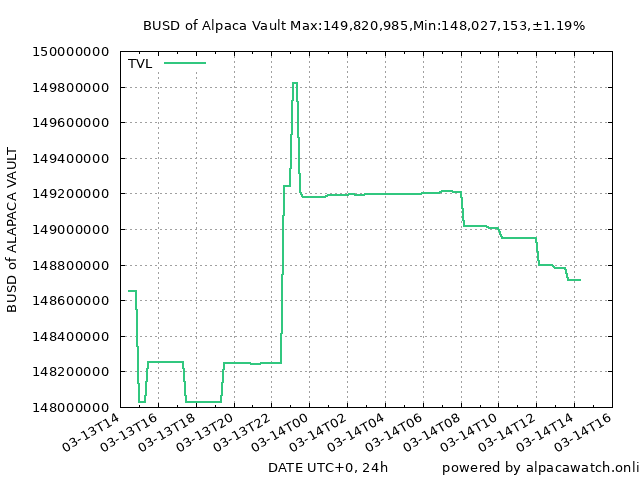 BUSD of Alpaca Vault Max:149,820,985,Min:148,027,153,±1.19%
TVL
BUSD of ALAPACA VAULT
150000000
149800000
149600000
149400000
149200000
149000000
148800000
148600000
148400000
148200000
148000000
03-13T14
03-13T16
03-13T18
03-13T20
03-13T22
03-14T00
03-14T02
03-14T04
03-14T06
03-14T08
03-14T10
03-14T12
03-14T14
03-14T16
DATE UTC+0, 24h
powered by alpacawatch.onli